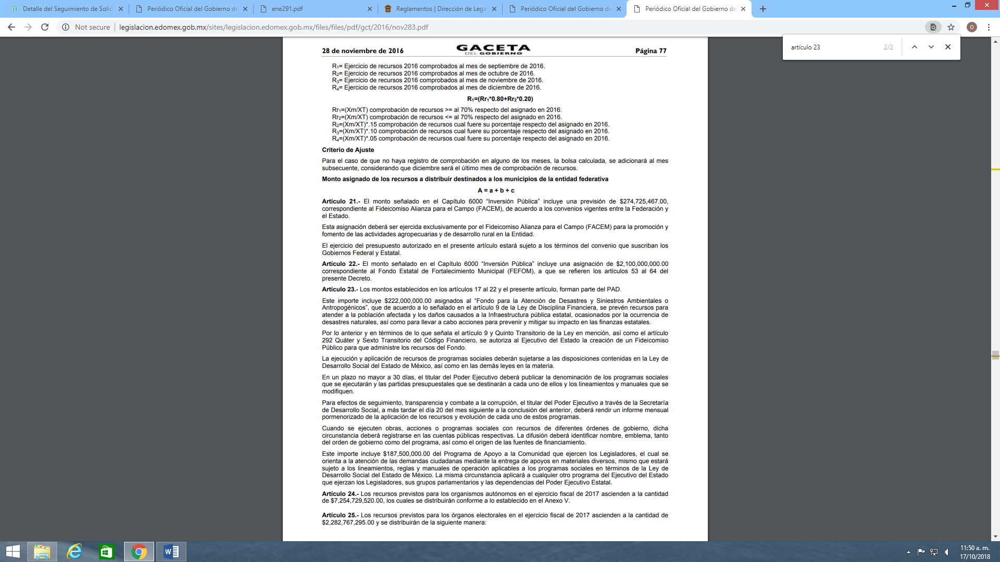 Detalle del Seguimiento de Solici
Periódico Oficial del Gobierno de
ene291.pdf
Reglamentos | Dirección de Lega
Periódico Oficial del Gobierno de
Periódico Oficial del Gobierno de
Not secure
legislacion.edomex.gob.mx/sites/legislacion.edomex.gob.mx/files/files/pdf/gct/2016/nov283.pdf
O
artículo 23
2/2
28 de noviembre de 2016
GACETA
DEL GOBIERNO
Página 77
R₁= Ejercicio de recursos 2016 comprobados al mes de septiembre de 2016.
R₂= Ejercicio de recursos 2016 comprobados al mes de octubre de 2016.
R₃= Ejercicio de recursos 2016 comprobados al mes de noviembre de 2016.
R₄= Ejercicio de recursos 2016 comprobados al mes de diciembre de 2016.
R₁=(Rr₁*0.80+Rr₂*0.20)
Rr₁=(Xm/XT) comprobación de recursos >= al 70% respecto del asignado en 2016.
Rr₂=(Xm/XT) comprobación de recursos <= al 70% respecto del asignado en 2016.
R₂=(Xm/XT)*.15 comprobación de recursos cual fuere su porcentaje respecto del asignado en 2016.
R₃=(Xm/XT)*.10 comprobación de recursos cual fuere su porcentaje respecto del asignado en 2016.
R₄=(Xm/XT)*.05 comprobación de recursos cual fuere su porcentaje respecto del asignado en 2016.
Criterio de Ajuste
Para el caso de que no haya registro de comprobación en alguno de los meses, la bolsa calculada, se adicionará al mes
subsecuente, considerando que diciembre será el último mes de comprobación de recursos.
Monto asignado de los recursos a distribuir destinados a los municipios de la entidad federativa
A = a + b + c
Artículo 21.- El monto señalado en el Capítulo 6000 “Inversión Pública” incluye una previsión de $274,725,467.00,
correspondiente al Fideicomiso Alianza para el Campo (FACEM), de acuerdo a los convenios vigentes entre la Federación y
el Estado.
Esta asignación deberá ser ejercida exclusivamente por el Fideicomiso Alianza para el Campo (FACEM) para la promoción y
fomento de las actividades agropecuarias y de desarrollo rural en la Entidad.
El ejercicio del presupuesto autorizado en el presente artículo estará sujeto a los términos del convenio que suscriban los
Gobiernos Federal y Estatal.
Artículo 22.- El monto señalado en el Capítulo 6000 “Inversión Pública” incluye una asignación de $2,100,000,000.00
correspondiente al Fondo Estatal de Fortalecimiento Municipal (FEFOM), a que se refieren los artículos 53 al 64 del
presente Decreto.
Artículo 23.- Los montos establecidos en los artículos 17 al 22 y el presente artículo, forman parte del PAD.
Este importe incluye $222,000,000.00 asignados al “Fondo para la Atención de Desastres y Siniestros Ambientales o
Antropogénicos”, que de acuerdo a lo señalado en el artículo 9 de la Ley de Disciplina Financiera, se prevén recursos para
atender a la población afectada y los daños causados a la Infraestructura pública estatal, ocasionados por la ocurrencia de
desastres naturales, así como para llevar a cabo acciones para prevenir y mitigar su impacto en las finanzas estatales.
Por lo anterior y en términos de lo que señala el artículo 9 y Quinto Transitorio de la Ley en mención, así como el artículo
292 Quáter y Sexto Transitorio del Código Financiero, se autoriza al Ejecutivo del Estado la creación de un Fideicomiso
Público para que administre los recursos del Fondo.
La ejecución y aplicación de recursos de programas sociales deberán sujetarse a las disposiciones contenidas en la Ley de
Desarrollo Social del Estado de México, así como en las demás leyes en la materia.
En un plazo no mayor a 30 días, el titular del Poder Ejecutivo deberá publicar la denominación de los programas sociales
que se ejecutarán y las partidas presupuestales que se destinarán a cada uno de ellos y los lineamientos y manuales que se
modifiquen.
Para efectos de seguimiento, transparencia y combate a la corrupción, el titular del Poder Ejecutivo a través de la Secretaría
de Desarrollo Social, a más tardar el día 20 del mes siguiente a la conclusión del anterior, deberá rendir un informe mensual
pormenorizado de la aplicación de los recursos y evolución de cada uno de estos programas.
Cuando se ejecuten obras, acciones o programas sociales con recursos de diferentes órdenes de gobierno, dicha
circunstancia deberá registrarse en las cuentas públicas respectivas. La difusión deberá identificar nombre, emblema, tanto
del orden de gobierno como del programa, así como el origen de las fuentes de financiamiento.
Este importe incluye $187,500,000.00 del Programa de Apoyo a la Comunidad que ejercen los Legisladores, el cual se
orienta a la atención de las demandas ciudadanas mediante la entrega de apoyos en materiales diversos, mismo que estará
sujeto a los lineamientos, reglas y manuales de operación aplicables a los programas sociales en términos de la Ley de
Desarrollo Social del Estado de México. La misma circunstancia aplicará a cualquier otro programa del Ejecutivo del Estado
que ejerzan los Legisladores, sus grupos parlamentarios y las dependencias del Poder Ejecutivo Estatal.
Artículo 24.- Los recursos previstos para los organismos autónomos en el ejercicio fiscal de 2017 ascienden a la cantidad
de $7,254,729,520.00, los cuales se distribuirán conforme a lo establecido en el Anexo V.
Artículo 25.- Los recursos previstos para los órganos electorales en el ejercicio fiscal de 2017 ascienden a la cantidad de
$2,282,767,295.00 y se distribuirán de la siguiente manera:
11:50 a. m.
17/10/2018